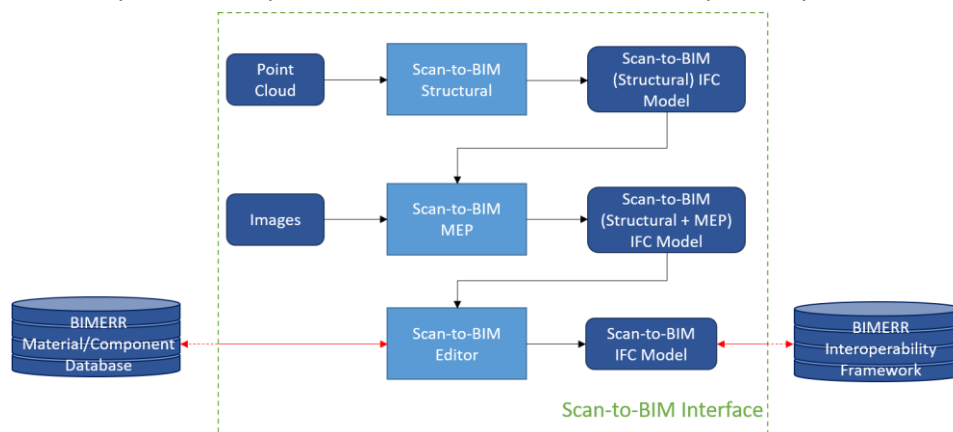 Point
Cloud
Scan-to-BIM
Structural
Scan-to-BIM
(Structural) IFC
Model
Images
Scan-to-BIM
MEP
Scan-to-BIM
(Structural + MEP)
IFC Model
BIMERR
Material/Component
Database
Scan-to-BIM
Editor
Scan-to-BIM
IFC Model
BIMERR
Interoperability
Framework
Scan-to-BIM Interface